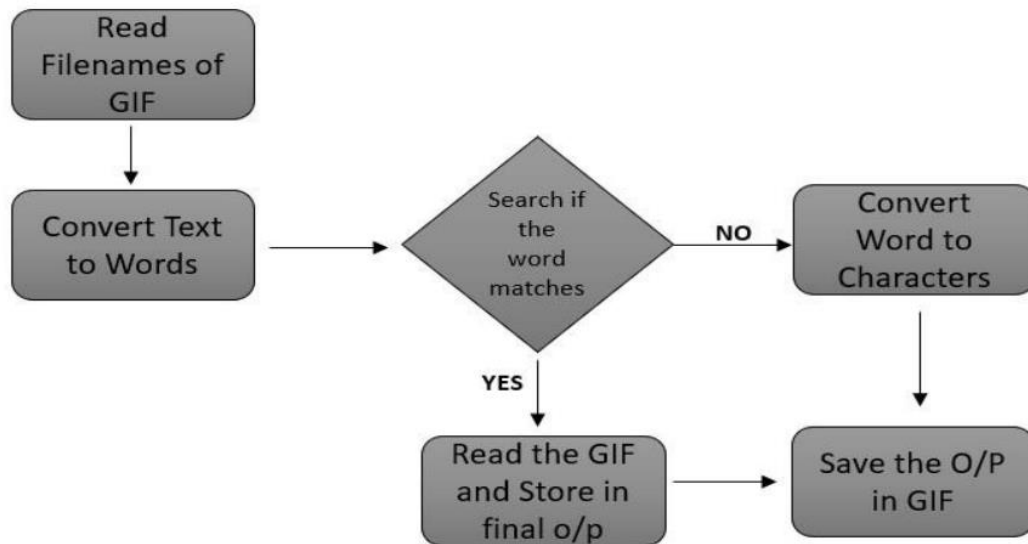 Read
Filenames of
GIF
Convert Text
to Words
Search if
the
word
matches
NO
Convert
Word to
Characters
YES
Read the GIF
and Store in
final o/p
Save the O/P
in GIF